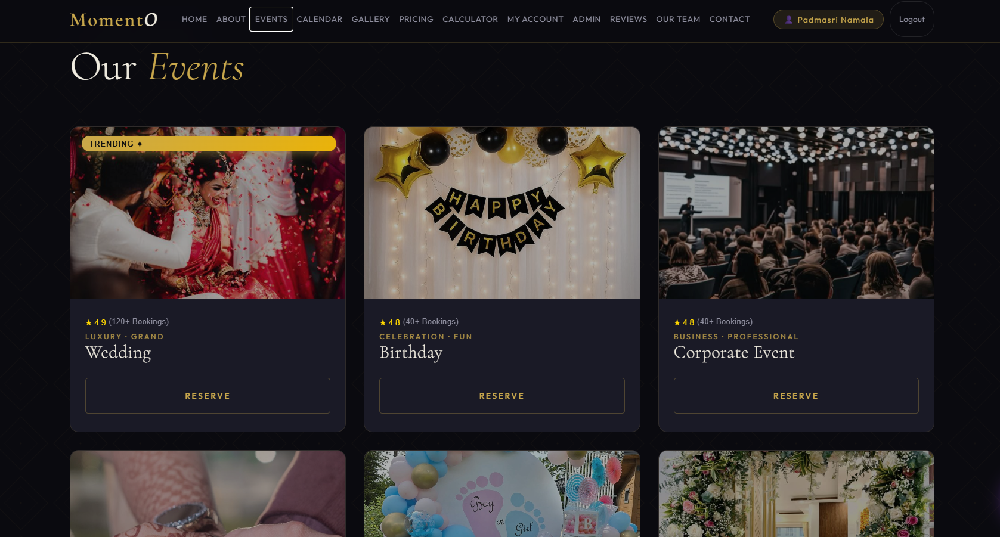 MomentO
HOME
ABOUT
EVENTS
CALENDAR
GALLERY
PRICING
CALCULATOR
MY ACCOUNT
ADMIN
REVIEWS
OUR TEAM
CONTACT
👤 Padmasri Namala
Logout
Our Events
TRENDING ✦
HAPPY
BIRTHDAY
★ 4.9 (120+ Bookings)
LUXURY · GRAND
Wedding
RESERVE
★ 4.8 (40+ Bookings)
CELEBRATION · FUN
Birthday
RESERVE
★ 4.8 (40+ Bookings)
BUSINESS · PROFESSIONAL
Corporate Event
RESERVE
Boy
or
Girl
B